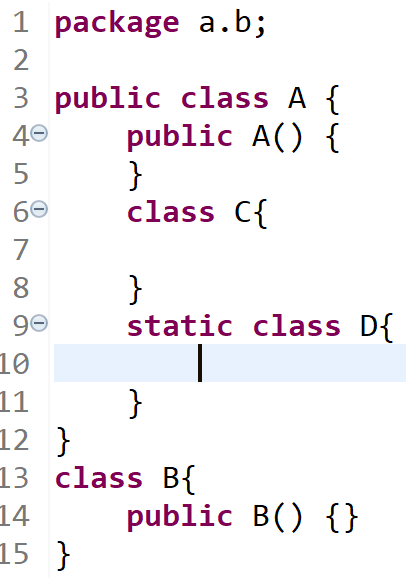 1 package a.b;
2
3 public class A {
4 public A() {
5 }
6 class C{
7
8 }
9 static class D{
10
11 }
12 }
13 class B{
14 public B() {}
15 }